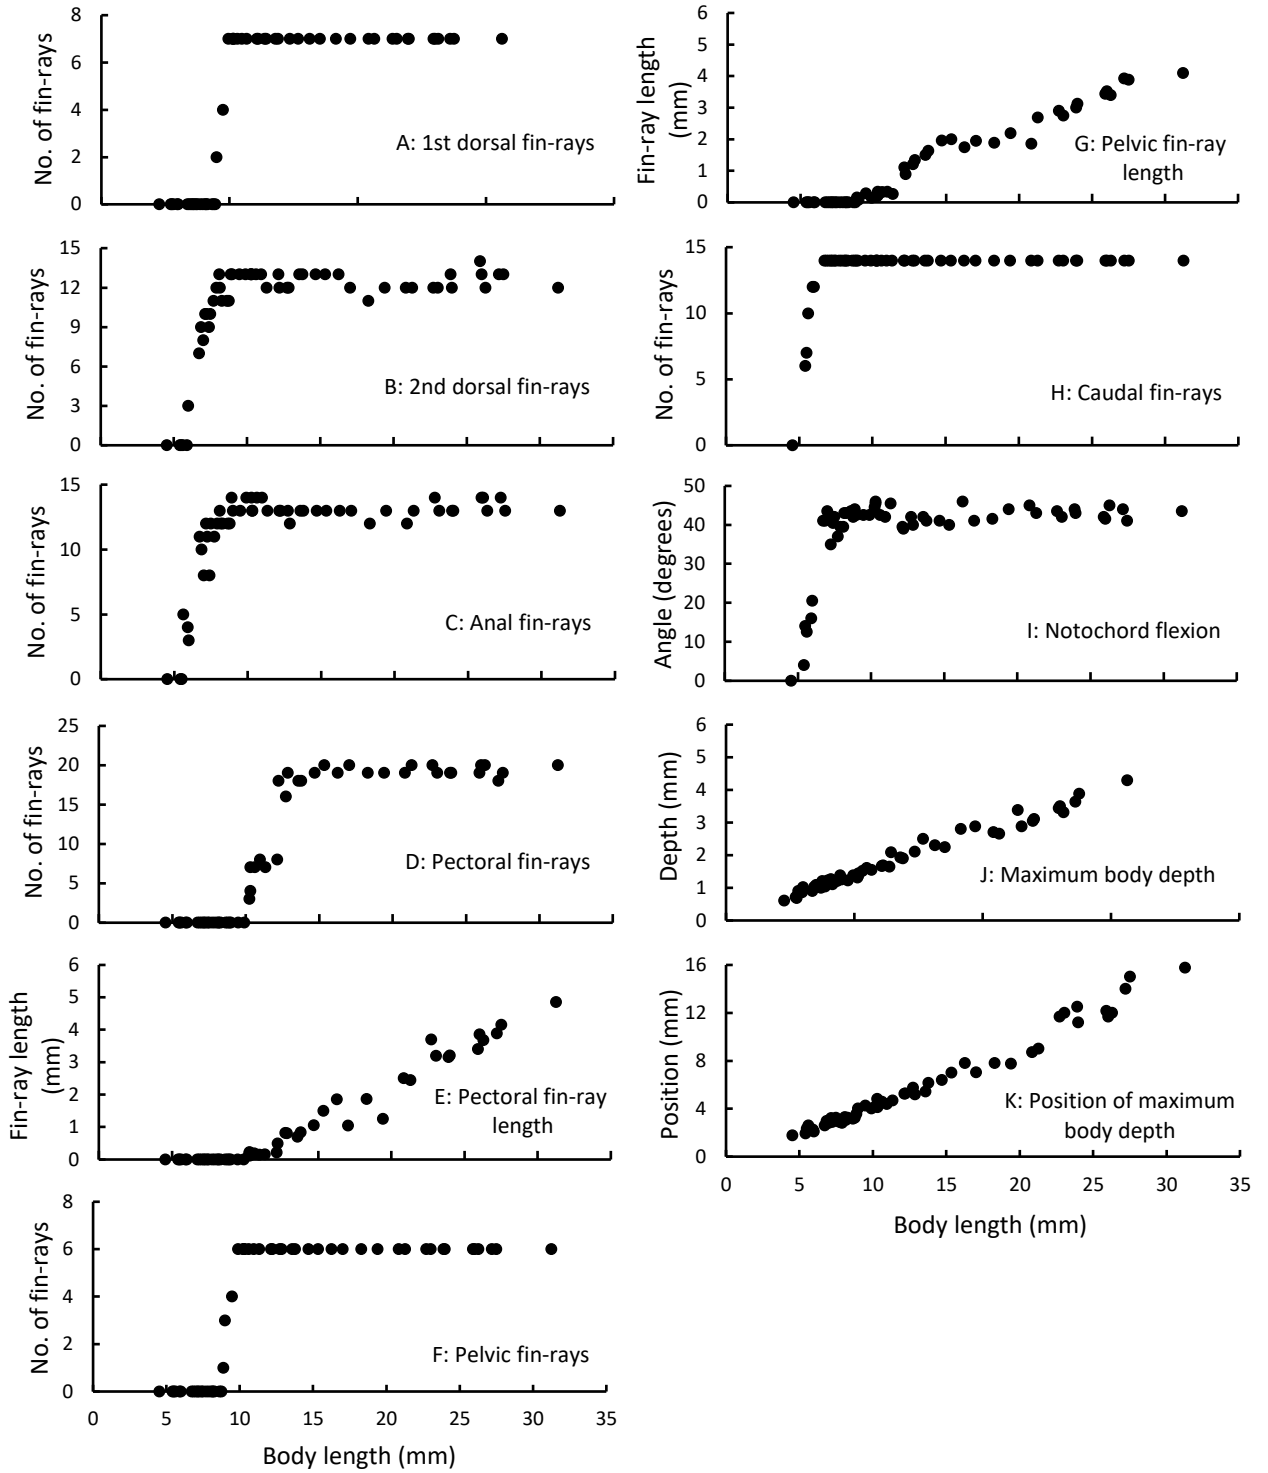 No. of fin-rays
8
6
4
2
0
A: 1st dorsal fin-rays
No. of fin-rays
15
12
9
6
3
0
B: 2nd dorsal fin-rays
No. of fin-rays
15
10
5
0
C: Anal fin-rays
No. of fin-rays
25
20
15
10
5
0
D: Pectoral fin-rays
Fin-ray length
(mm)
6
5
4
3
2
1
0
E: Pectoral fin-ray
length
No. of fin-rays
8
6
4
2
0
F: Pelvic fin-rays
0 5 10 15 20 25 30 35
Body length (mm)
Fin-ray length
(mm)
6
5
4
3
2
1
0
G: Pelvic fin-ray
length
No. of fin-rays
15
10
5
0
H: Caudal fin-rays
Angle (degrees)
50
40
30
20
10
0
I: Notochord flexion
Depth (mm)
6
5
4
3
2
1
0
J: Maximum body depth
Position (mm)
16
12
8
4
0
K: Position of maximum
body depth
0 5 10 15 20 25 30 35
Body length (mm)